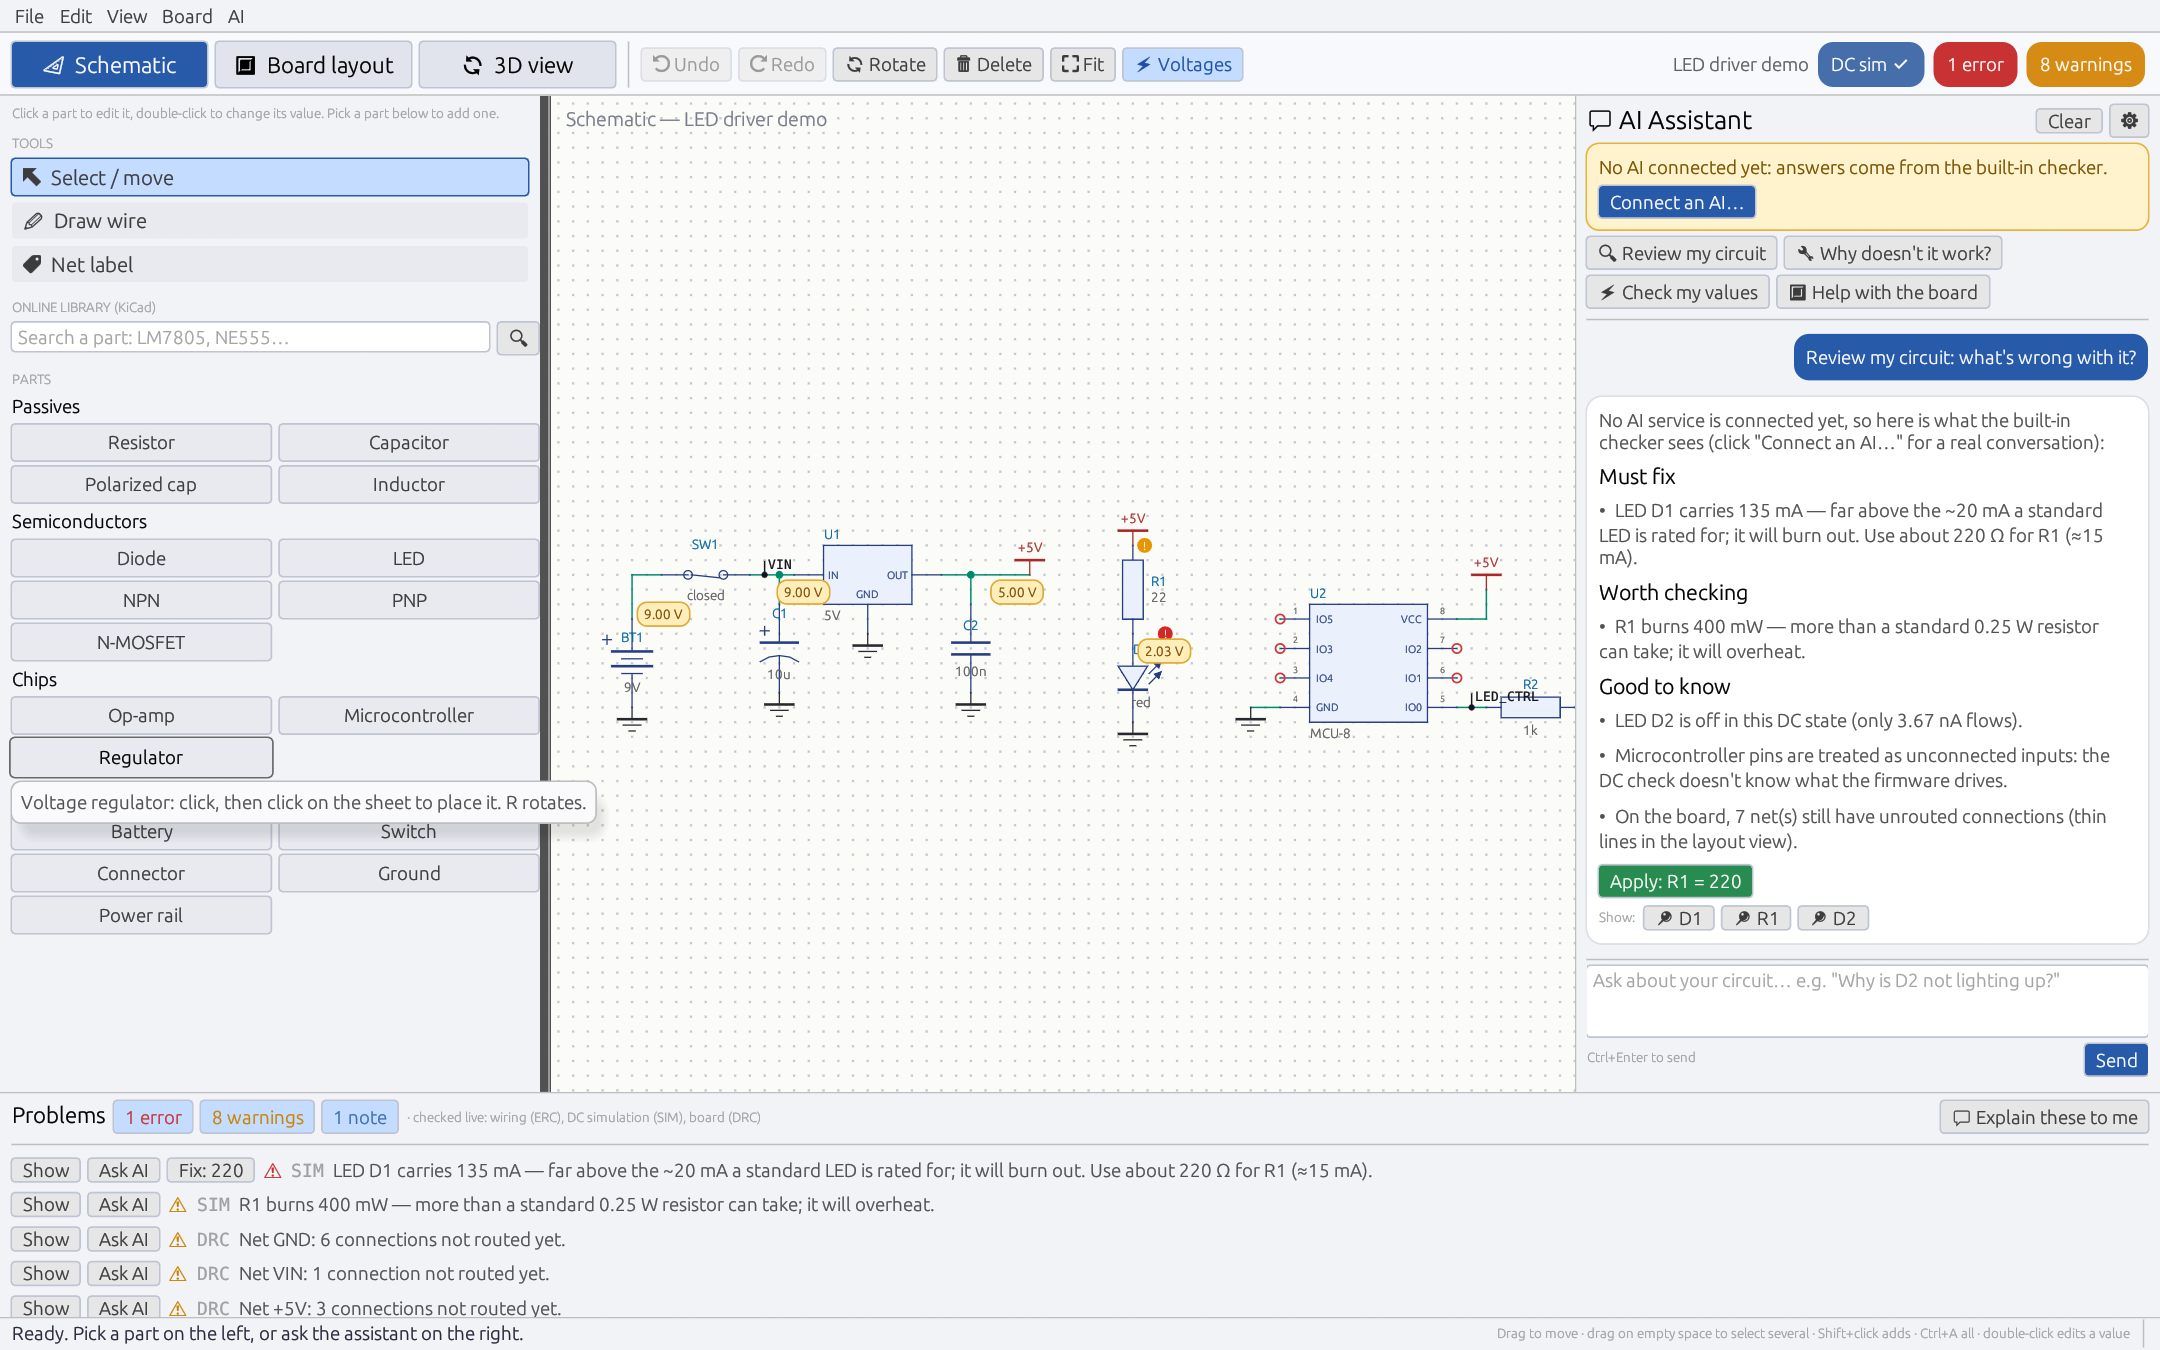 File Edit View Board AI
Schematic Board layout 3D view Undo Redo Rotate Delete Fit Voltages LED driver demo DC sim ✓ 1 error 8 warnings
Click a part to edit it, double-click to change its value. Pick a part below to add one.
TOOLS
Select / move
Draw wire
Net label
ONLINE LIBRARY (KiCad)
Search a part: LM7805, NE555…
PARTS
Passives
Resistor Capacitor
Polarized cap Inductor
Semiconductors
Diode LED
NPN PNP
N-MOSFET
Chips
Op-amp Microcontroller
Regulator
Voltage regulator: click, then click on the sheet to place it. R rotates.
Battery Switch
Connector Ground
Power rail
Schematic — LED driver demo
SW1
closed
VIN
9.00 V
+ BT1
9V
9.00 V
C1
+
10u
U1
IN OUT
GND
5V
+5V
5.00 V
C2
100n
+5V
!
R1
22
!
2.03 V
red
U2
1 IO5 VCC 8
2 IO3 IO2 7
3 IO4 IO1 6
4 GND IO0 5
MCU-8
+5V
LED_CTRL
R2
1k
AI Assistant Clear
No AI connected yet: answers come from the built-in checker.
Connect an AI…
Review my circuit Why doesn't it work?
Check my values Help with the board
Review my circuit: what's wrong with it?
No AI service is connected yet, so here is what the built-in
checker sees (click "Connect an AI…" for a real conversation):
Must fix
• LED D1 carries 135 mA — far above the ~20 mA a standard
LED is rated for; it will burn out. Use about 220 Ω for R1 (≈15
mA).
Worth checking
• R1 burns 400 mW — more than a standard 0.25 W resistor
can take; it will overheat.
Good to know
• LED D2 is off in this DC state (only 3.67 nA flows).
• Microcontroller pins are treated as unconnected inputs: the
DC check doesn't know what the firmware drives.
• On the board, 7 net(s) still have unrouted connections (thin
lines in the layout view).
Apply: R1 = 220
Show: D1 R1 D2
Ask about your circuit… e.g. "Why is D2 not lighting up?"
Ctrl+Enter to send Send
Problems 1 error 8 warnings 1 note · checked live: wiring (ERC), DC simulation (SIM), board (DRC) Explain these to me
Show Ask AI Fix: 220 SIM LED D1 carries 135 mA — far above the ~20 mA a standard LED is rated for; it will burn out. Use about 220 Ω for R1 (≈15 mA).
Show Ask AI SIM R1 burns 400 mW — more than a standard 0.25 W resistor can take; it will overheat.
Show Ask AI DRC Net GND: 6 connections not routed yet.
Show Ask AI DRC Net VIN: 1 connection not routed yet.
Show Ask AI DRC Net +5V: 3 connections not routed yet.
Ready. Pick a part on the left, or ask the assistant on the right. Drag to move · drag on empty space to select several · Shift+click adds · Ctrl+A all · double-click edits a value